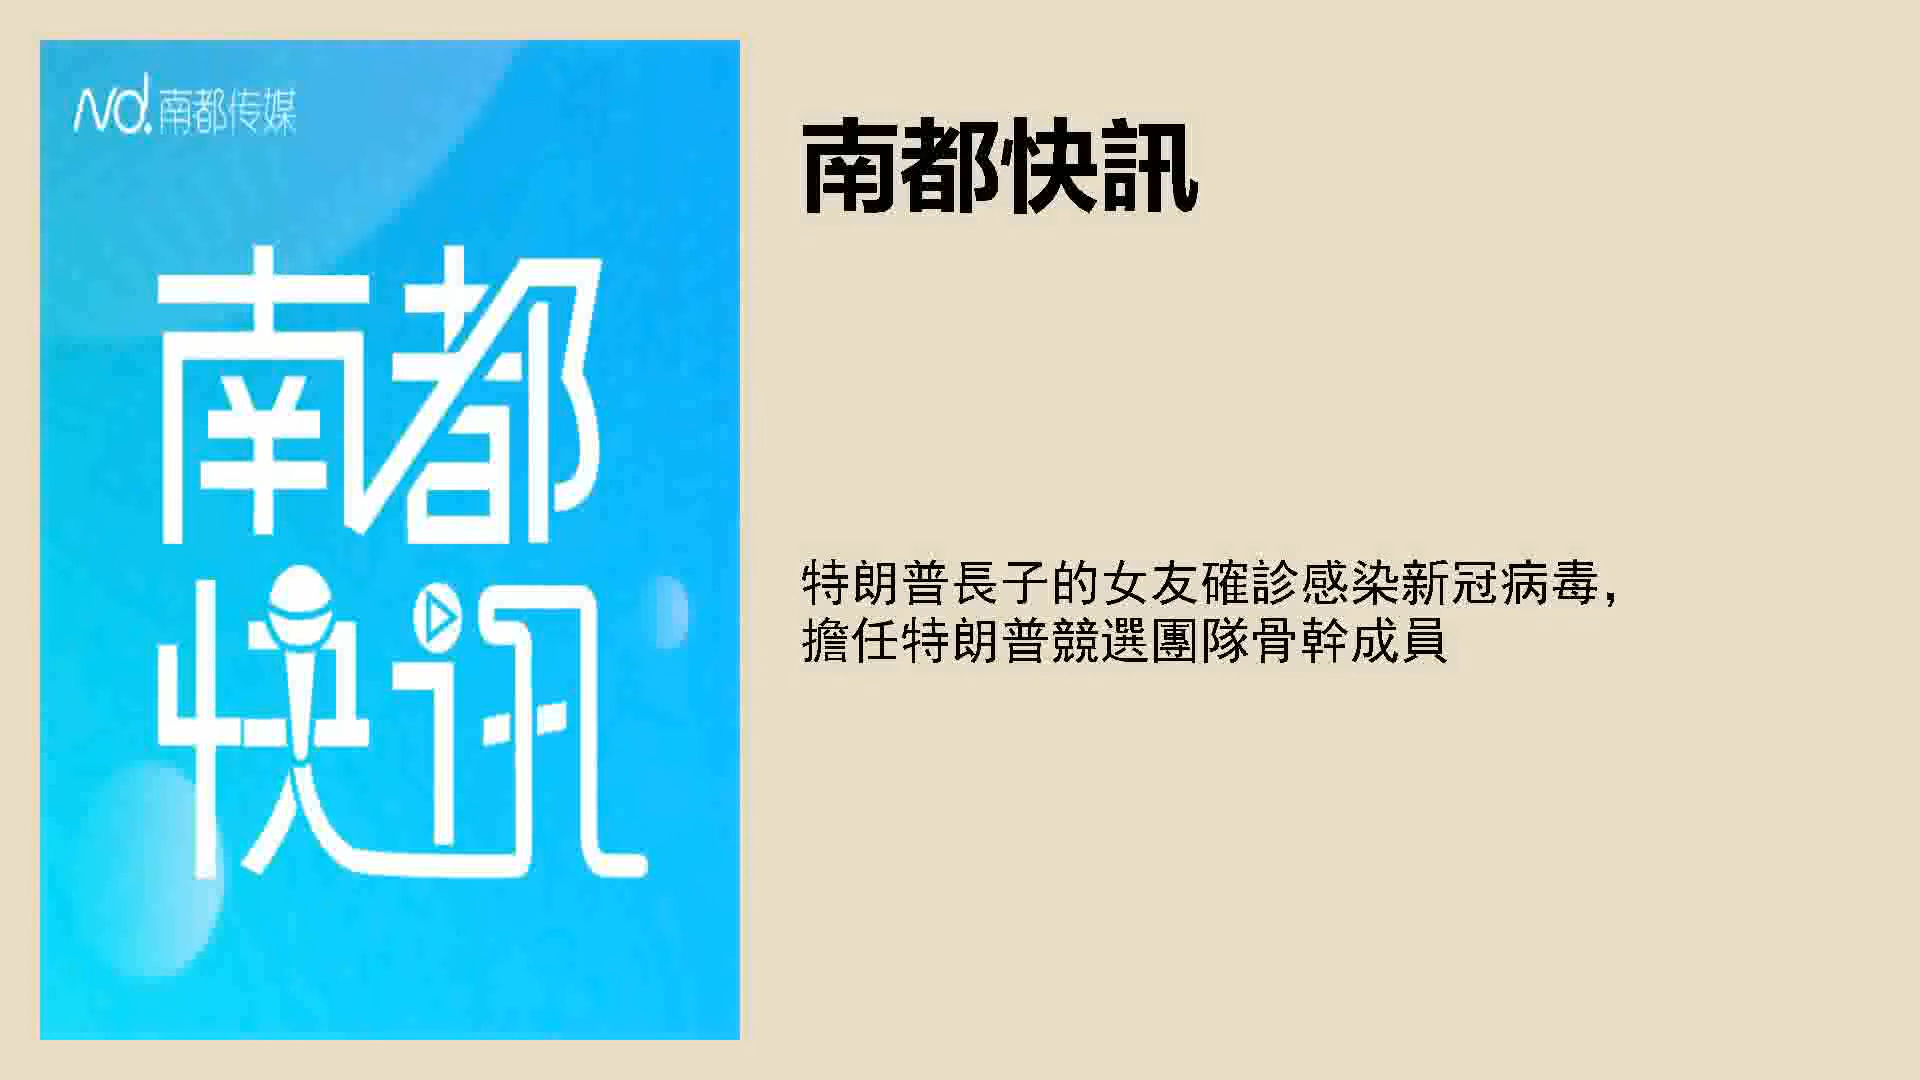 Nd.南都传媒
南都
快讯
南都快訊
特朗普長子的女友確診感染新冠病毒，
擔任特朗普競選團隊骨幹成員